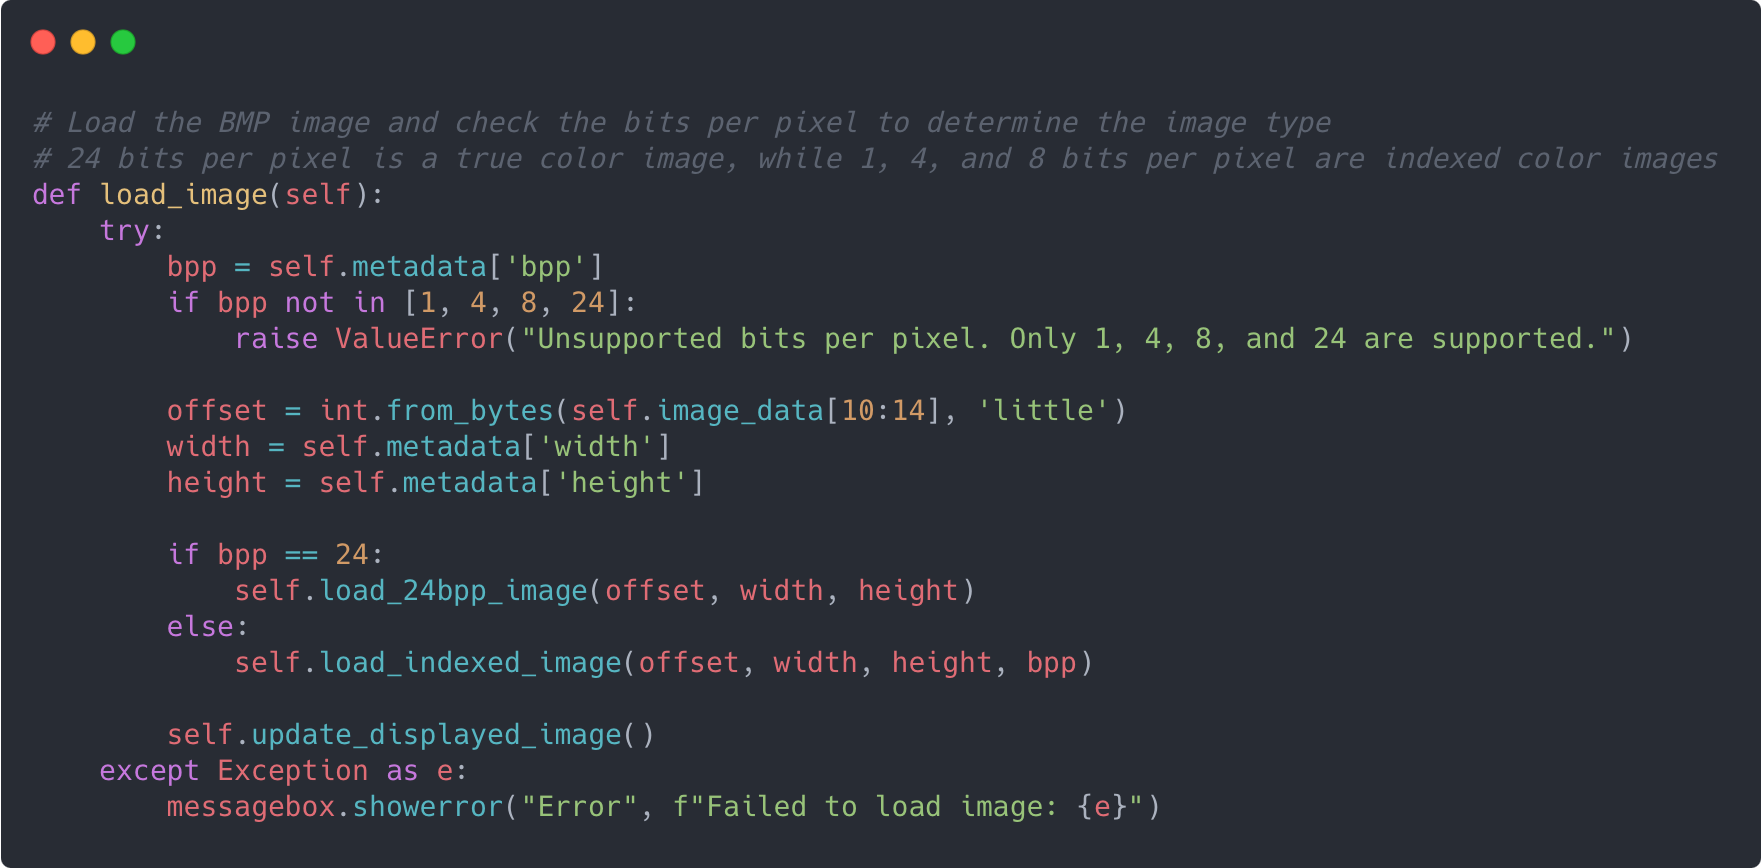 # Load the BMP image and check the bits per pixel to determine the image type
# 24 bits per pixel is a true color image, while 1, 4, and 8 bits per pixel are indexed color images
def load_image(self):
    try:
        bpp = self.metadata['bpp']
        if bpp not in [1, 4, 8, 24]:
            raise ValueError("Unsupported bits per pixel. Only 1, 4, 8, and 24 are supported.")

        offset = int.from_bytes(self.image_data[10:14], 'little')
        width = self.metadata['width']
        height = self.metadata['height']

        if bpp == 24:
            self.load_24bpp_image(offset, width, height)
        else:
            self.load_indexed_image(offset, width, height, bpp)

        self.update_displayed_image()
    except Exception as e:
        messagebox.showerror("Error", f"Failed to load image: {e}")